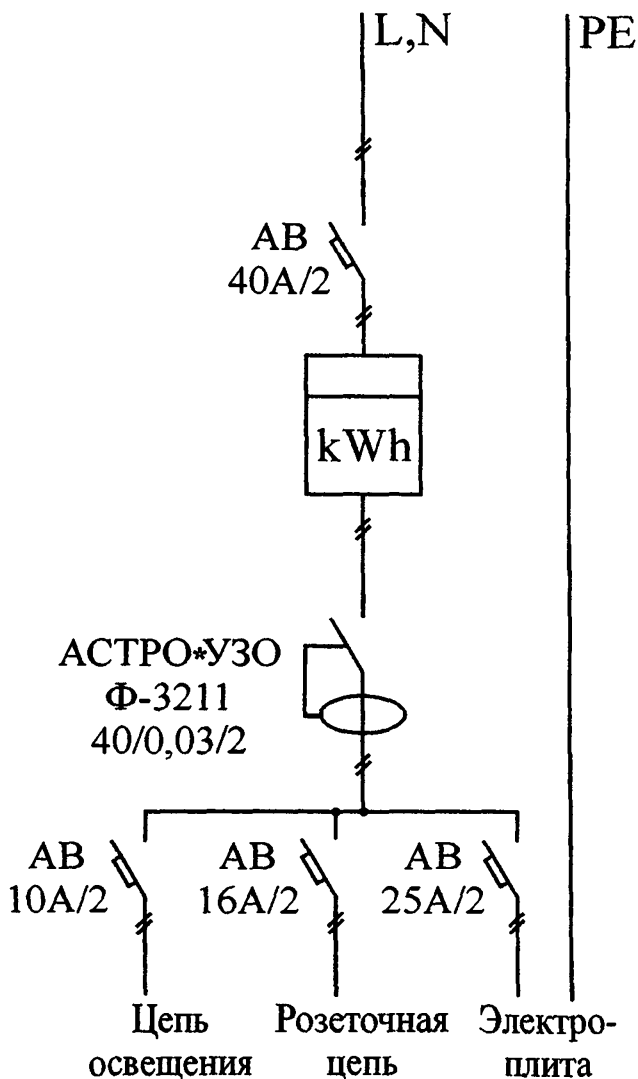 L,N
PE
АВ
40А/2
kWh
АСТРО*УЗО
Ф-3211
40/0,03/2
АВ
10А/2
АВ
16А/2
АВ
25А/2
Цепь
освещения
Розеточная
цепь
Электро-
плита